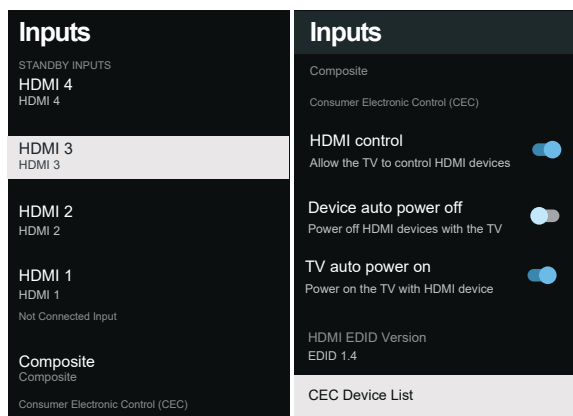 Inputs
STANDBY INPUTS
HDMI 4
HDMI 4
HDMI 3
HDMI 3
HDMI 2
HDMI 2
HDMI 1
HDMI 1
Not Connected Input
Composite
Composite
Consumer Electronic Control (CEC)
Inputs
Composite
Consumer Electronic Control (CEC)
HDMI control
Allow the TV to control HDMI devices
Device auto power off
Power off HDMI devices with the TV
TV auto power on
Power on the TV with HDMI device
HDMI EDID Version
EDID 1.4
CEC Device List